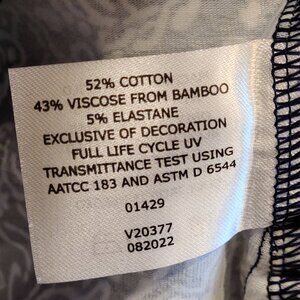 52% COTTON
43% VISCOSE FROM BAMBOO
5% ELASTANE
EXCLUSIVE OF DECORATION
FULL LIFE CYCLE UV
TRANSMITTANCE TEST USING
AATCC 183 AND ASTM D 6544
01429
V20377
082022